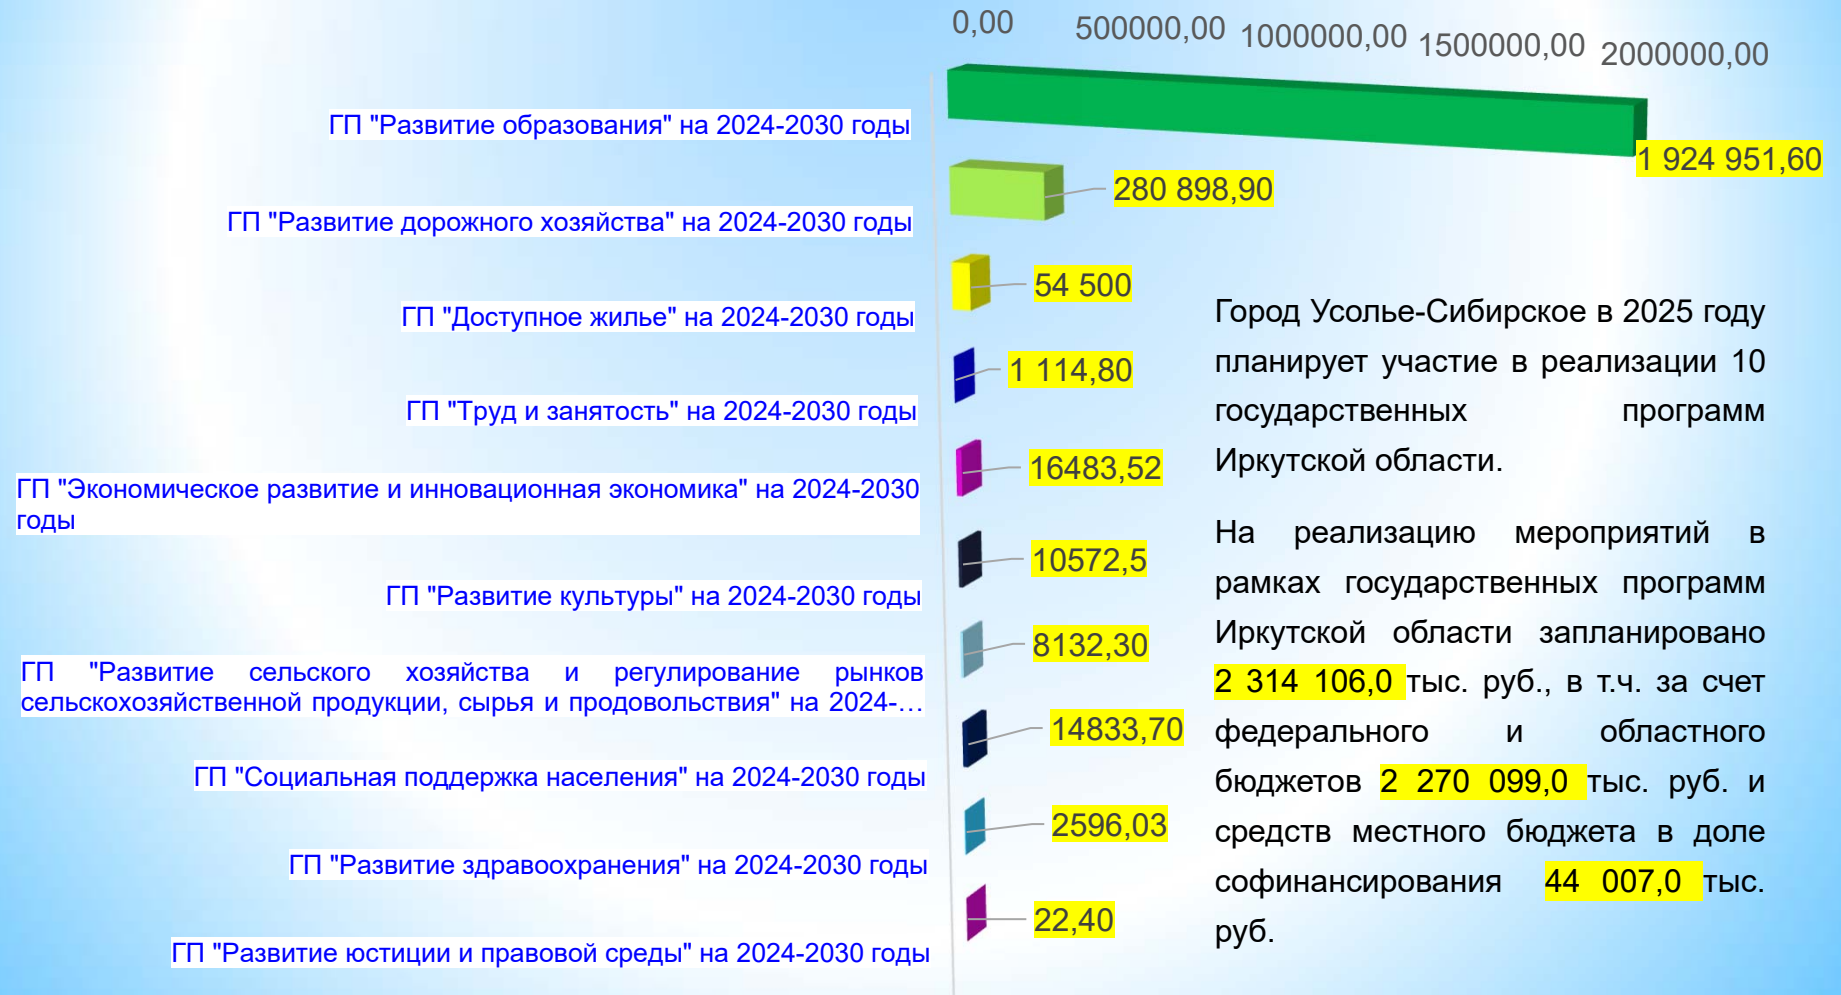 0,00 500000,00 1000000,00 1500000,00 2000000,00
ГП "Развитие образования" на 2024-2030 годы
1 924 951,60
ГП "Развитие дорожного хозяйства" на 2024-2030 годы
280 898,90
ГП "Доступное жилье" на 2024-2030 годы
54 500
ГП "Труд и занятость" на 2024-2030 годы
1 114,80
ГП "Экономическое развитие и инновационная экономика" на 2024-2030
годы
16483,52
ГП "Развитие культуры" на 2024-2030 годы
10572,5
ГП "Развитие сельского хозяйства и регулирование рынков
сельскохозяйственной продукции, сырья и продовольствия" на 2024-…
8132,30
ГП "Социальная поддержка населения" на 2024-2030 годы
14833,70
ГП "Развитие здравоохранения" на 2024-2030 годы
2596,03
ГП "Развитие юстиции и правовой среды" на 2024-2030 годы
22,40
Город Усолье-Сибирское в 2025 году
планирует участие в реализации 10
государственных программ
Иркутской области.
На реализацию мероприятий в
рамках государственных программ
Иркутской области запланировано
2 314 106,0 тыс. руб., в т.ч. за счет
федерального и областного
бюджетов 2 270 099,0 тыс. руб. и
средств местного бюджета в доле
софинансирования 44 007,0 тыс.
руб.